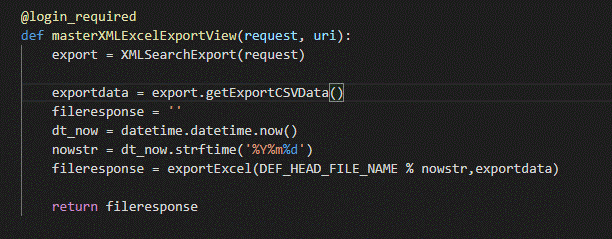 @login_required
def masterXMLExcelExportView(request, uri):
    export = XMLSearchExport(request)
    exportdata = export.getExportCSVData()
    fileresponse = ''
    dt_now = datetime.datetime.now()
    nowstr = dt_now.strftime('%Y%m%d')
    fileresponse = exportExcel(DEF_HEAD_FILE_NAME % nowstr,exportdata)
    return fileresponse